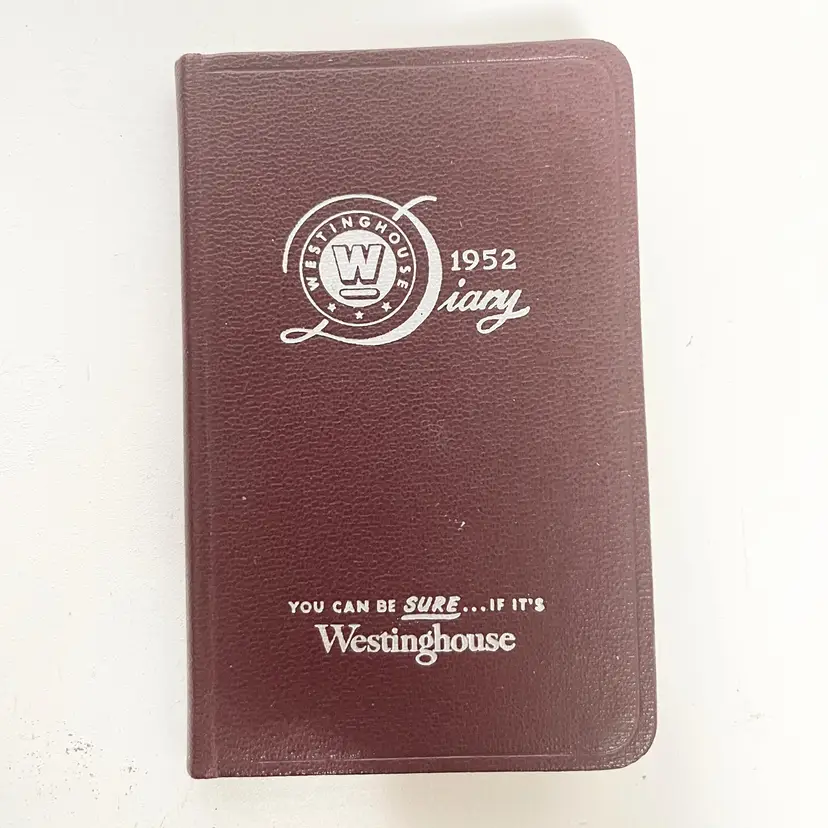 WESTINGHOUSE
W
1952
Diary
YOU CAN BE SURE...IF IT'S
Westinghouse